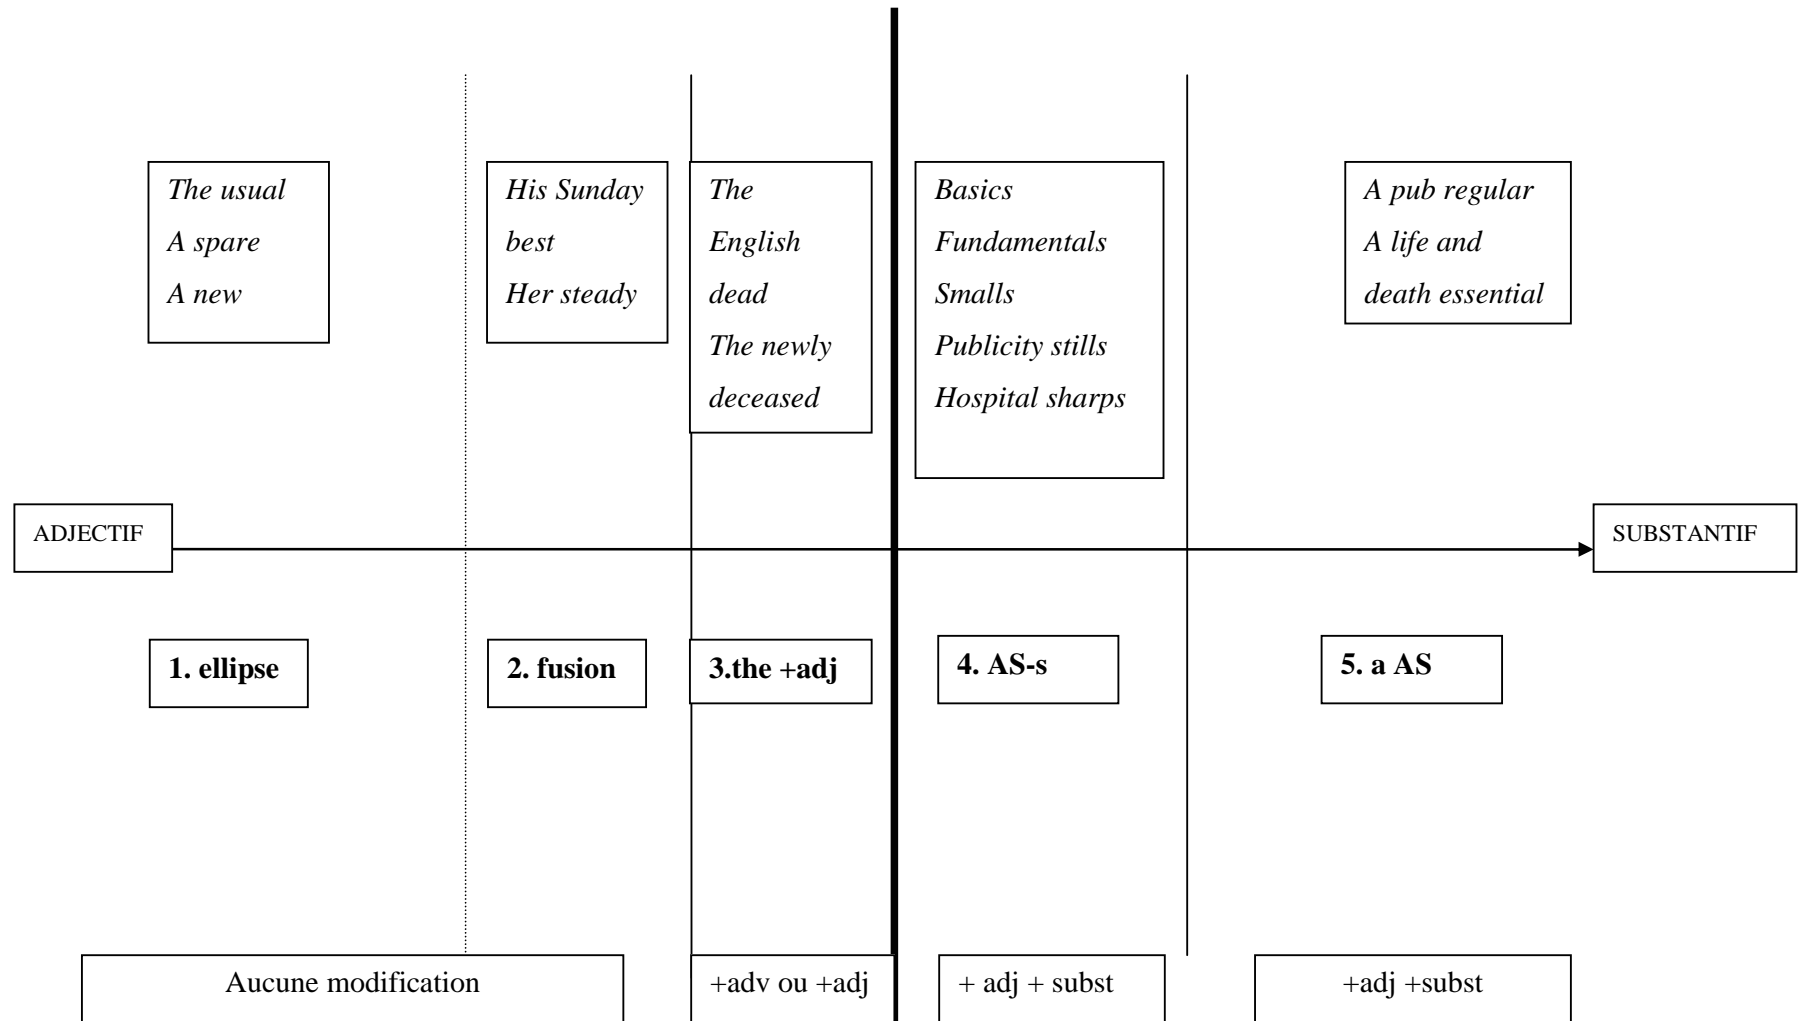 The usual
A spare
A new
His Sunday
best
Her steady
The
English
dead
The newly
deceased
Basics
Fundamentals
Smalls
Publicity stills
Hospital sharps
A pub regular
A life and
death essential
ADJECTIF
SUBSTANTIF
1. ellipse
2. fusion
3.the +adj
4. AS-s
5. a AS
Aucune modification
+adv ou +adj
+ adj + subst
+adj +subst